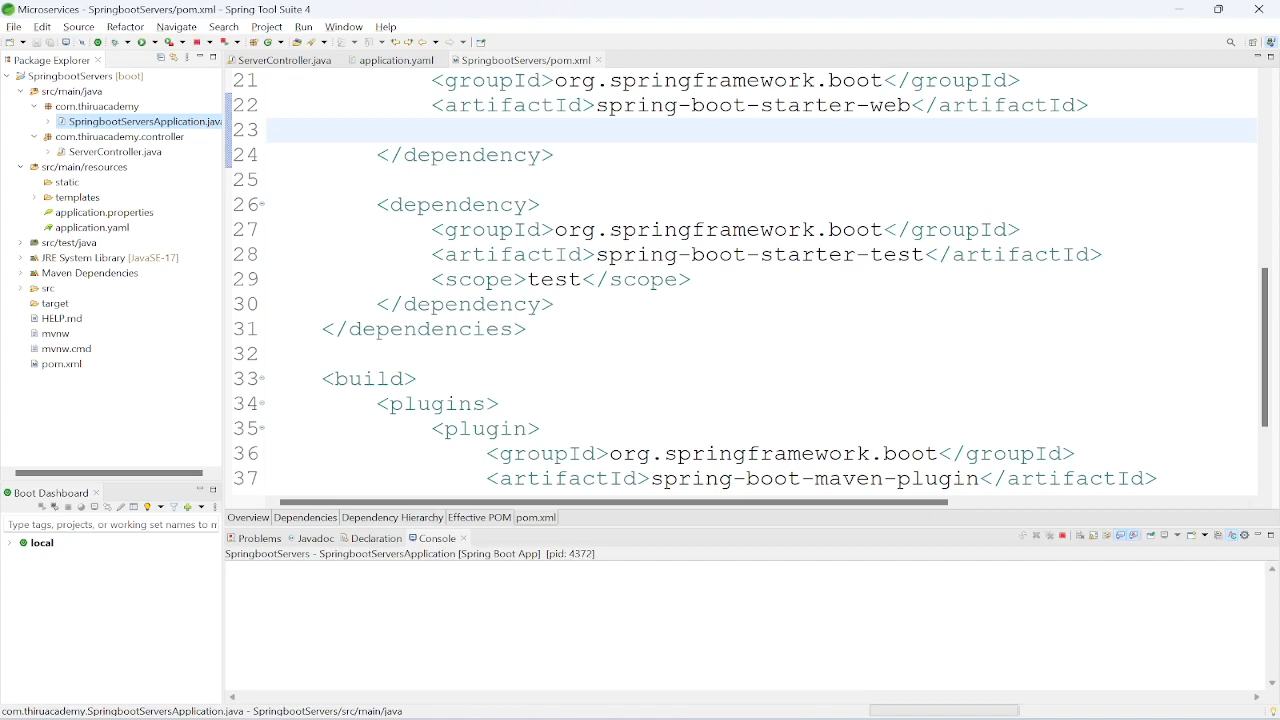 Microservices - SpringbootServers/pom.xml - Spring Tool Suite 4
File Edit Source Refactor Navigate Search Project Run Window Help
Package Explorer
ServerController.java application.yaml SpringbootServers/pom.xml
SpringbootServers [boot]
src/main/java
com.thiruacademy
SpringbootServersApplication.java
com.thiruacademy.controller
ServerController.java
src/main/resources
static
templates
application.properties
application.yaml
src/test/java
JRE System Library [JavaSE-17]
Maven Dependencies
src
target
HELP.md
mvnw
mvnw.cmd
pom.xml
21 <groupId>org.springframework.boot</groupId>
22 <artifactId>spring-boot-starter-web</artifactId>
23
24 </dependency>
25
26 <dependency>
27 <groupId>org.springframework.boot</groupId>
28 <artifactId>spring-boot-starter-test</artifactId>
29 <scope>test</scope>
30 </dependency>
31 </dependencies>
32
33 <build>
34 <plugins>
35 <plugin>
36 <groupId>org.springframework.boot</groupId>
37 <artifactId>spring-boot-maven-plugin</artifactId>
Overview Dependencies Dependency Hierarchy Effective POM pom.xml
Boot Dashboard
Type tags, projects, or working set names to m
local
Problems Javadoc Declaration Console
SpringbootServers - SpringbootServersApplication [Spring Boot App] [pid: 4372]
com.thiruacademy.SpringbootServersApplication.java - SpringbootServers/src/main/java